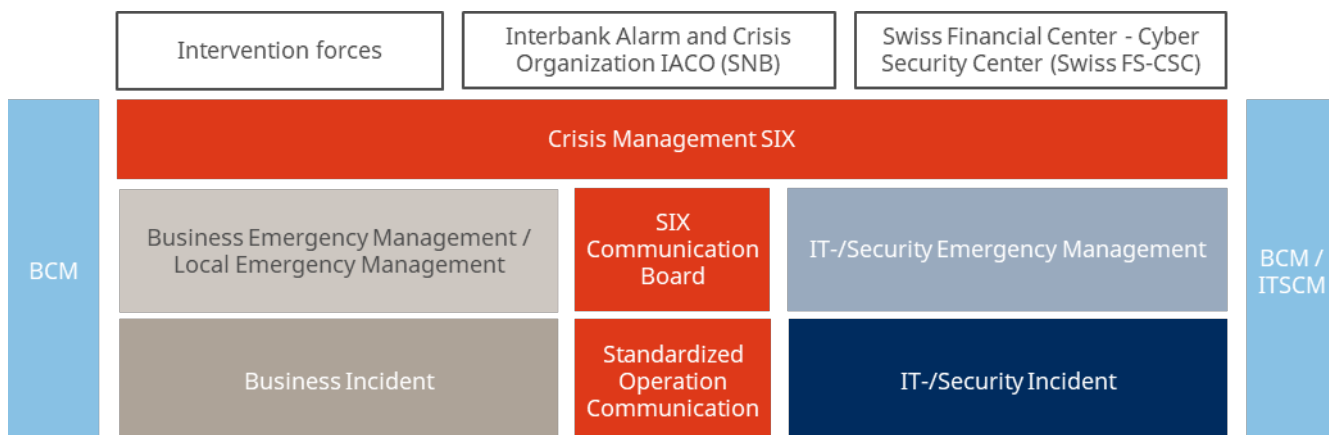 Intervention forces
Interbank Alarm and Crisis
Organization IACO (SNB)
Swiss Financial Center - Cyber
Security Center (Swiss FS-CSC)
BCM
Crisis Management SIX
Business Emergency Management /
Local Emergency Management
SIX
Communication
Board
IT-/Security Emergency Management
BCM /
ITSCM
Business Incident
Standardized
Operation
Communication
IT-/Security Incident